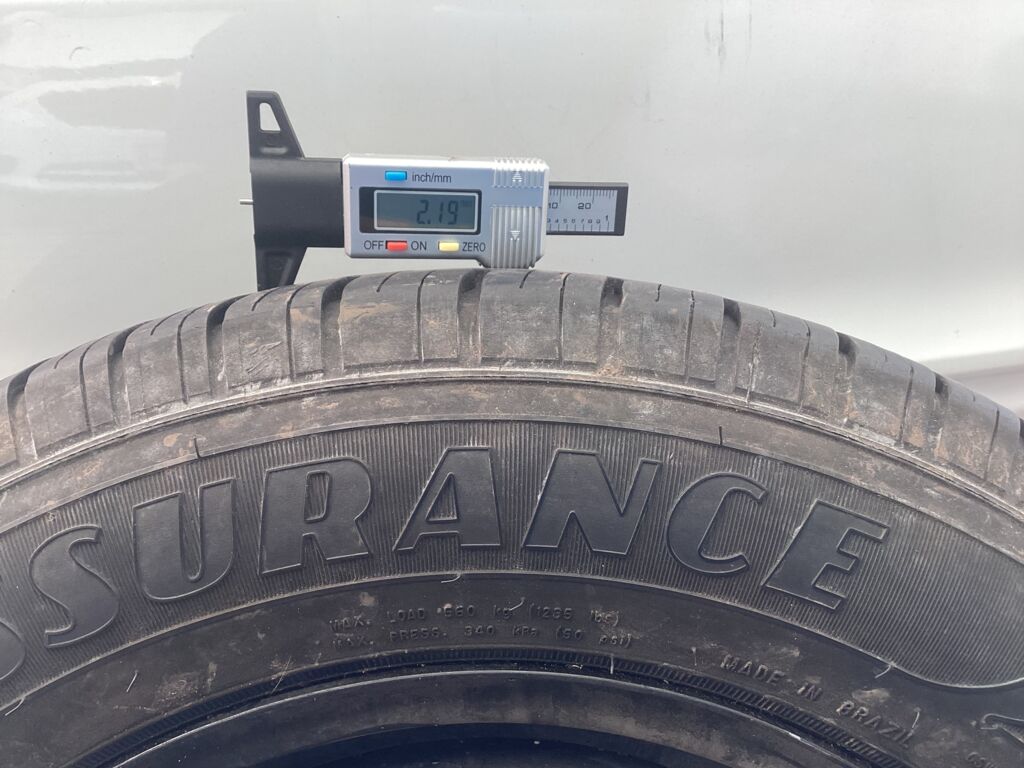 inch/mm
2.19
OFF ON ZERO
10 20
SURANCE
MAX. LOAD 560 kg (1265 lbs)
MAX. PRESS. 340 KPa (50 psi)
MADE IN BRAZIL